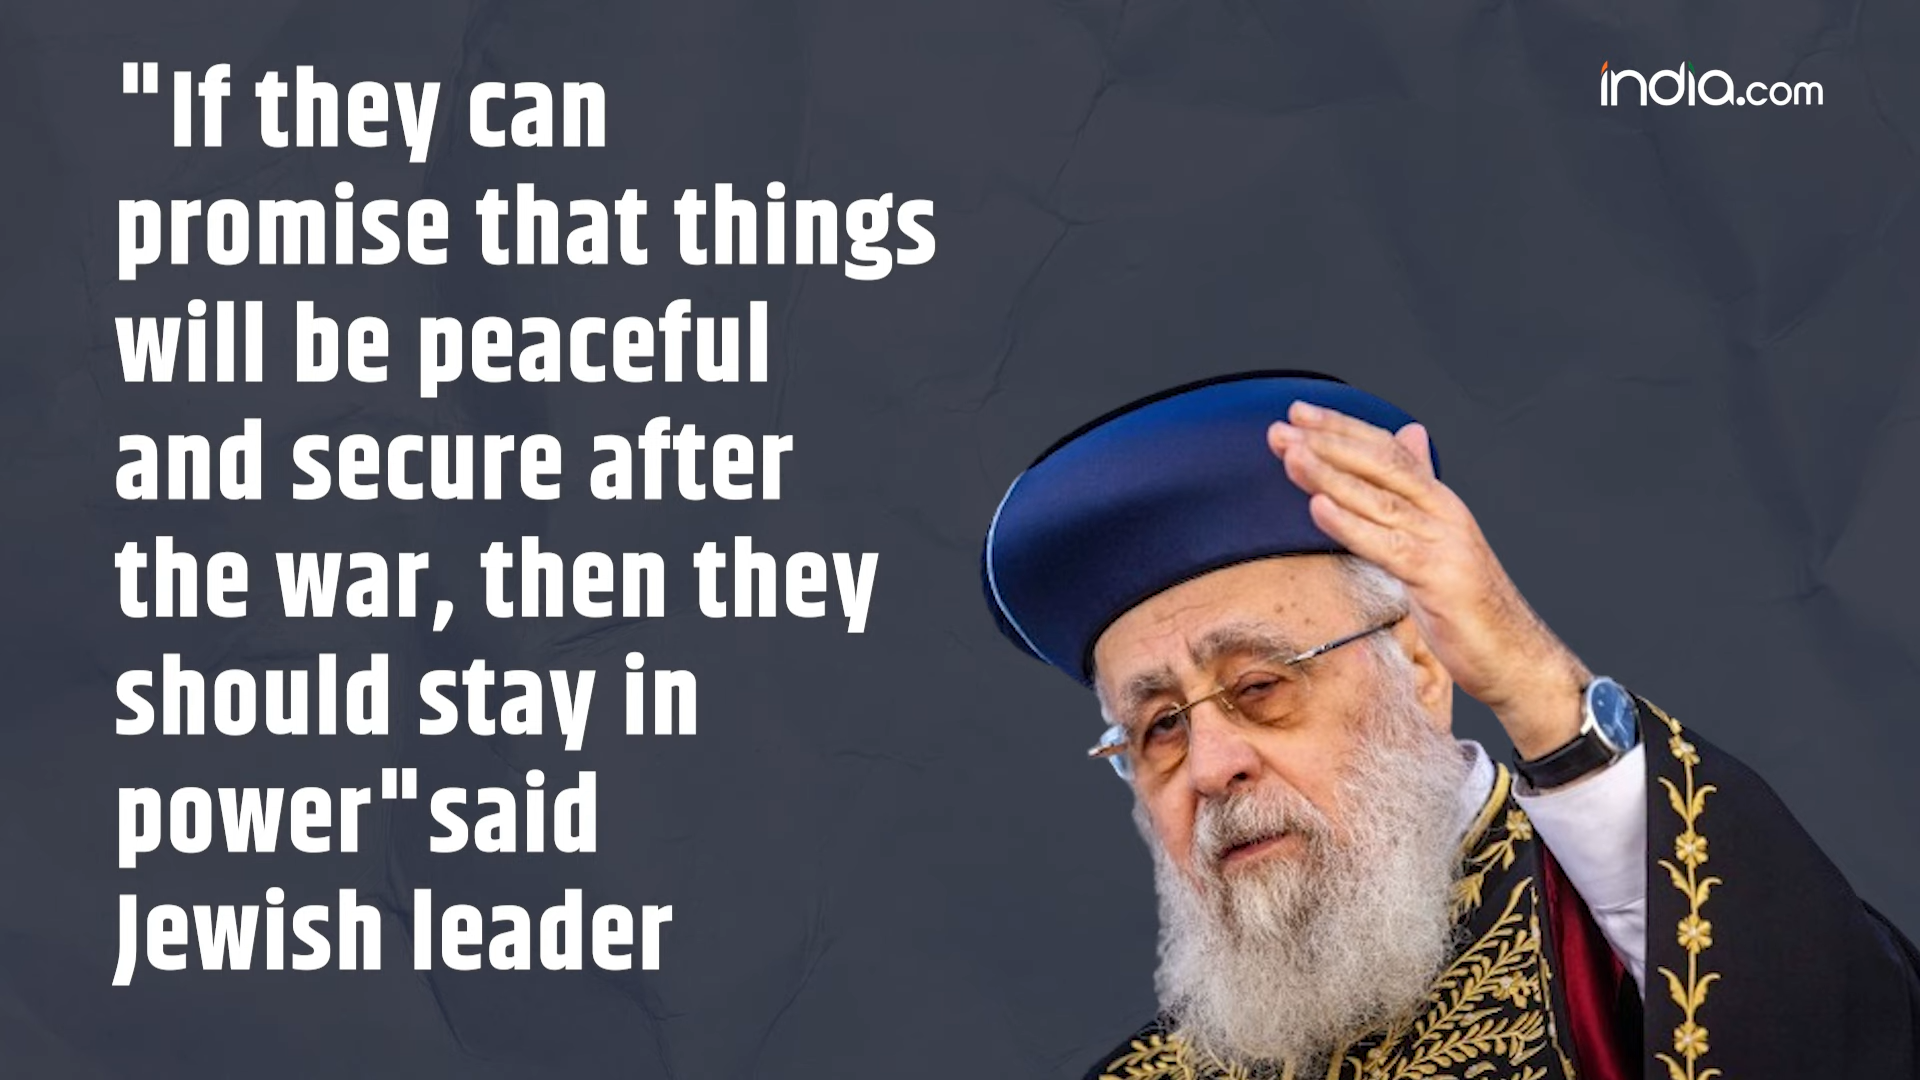 "If they can
promise that things
will be peaceful
and secure after
the war, then they
should stay in
power"said
Jewish leader
india.com